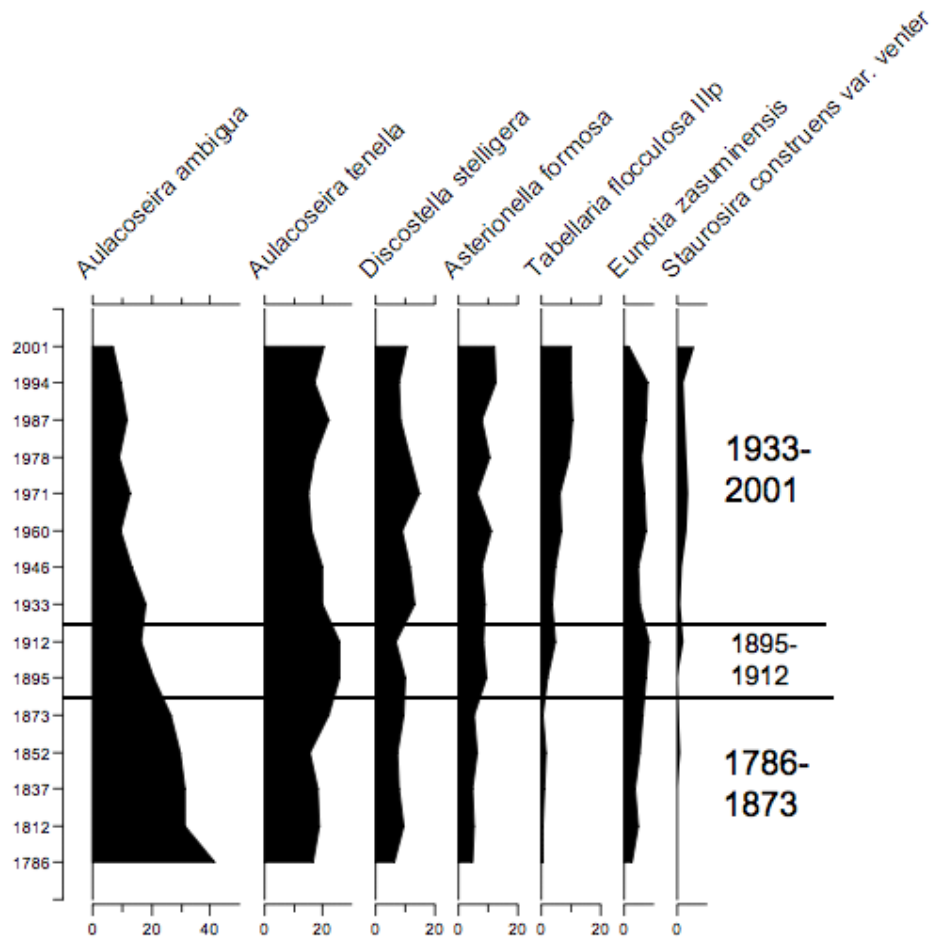 Aulacoseira ambigua
Aulacoseira tenella
Discostella stelligera
Asterionella formosa
Tabellaria flocculosa IIIp
Eunotia zasuminensis
Staurosira construens var. venter
2001
1994
1987
1978
1971
1960
1946
1933
1912
1895
1873
1852
1837
1812
1786
1933-
2001
1895-
1912
1786-
1873
0 20 40 0 20 0 20 0 20 0 20 0 0